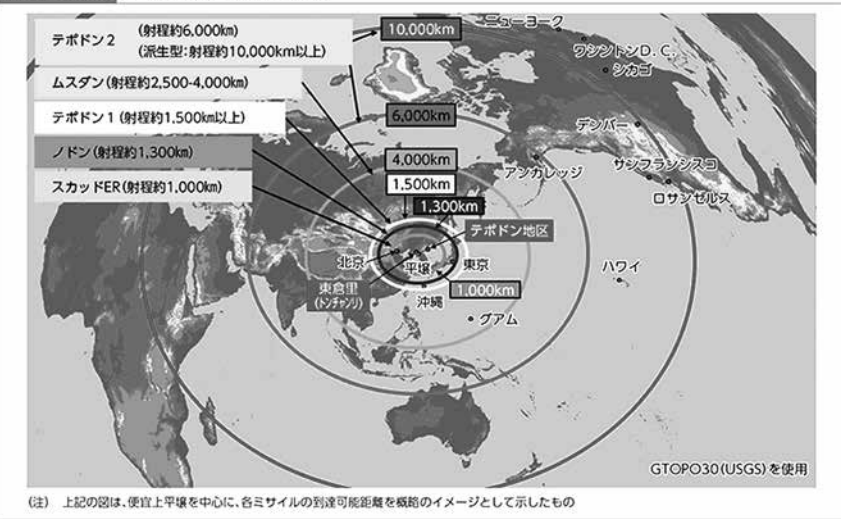 テポドン2 (射程約6,000km)
(派生型:射程約10,000km以上)
ムスダン(射程約2,500-4,000km)
テポドン1(射程約1,500km以上)
ノドン(射程約1,300km)
スカッドER(射程約1,000km)
10,000km
6,000km
4,000km
1,500km
1,300km
1,000km
ニューヨーク
ワシントンD.C.
シカゴ
デンバー
サンフランシスコ
ロサンゼルス
アンカレッジ
ハワイ
テポドン地区
北京
平壌
東京
東倉里
(トンチャンリ)
沖縄
グアム
GTOPO30(USGS)を使用
(注) 上記の図は、便宜上平壌を中心に、各ミサイルの到達可能距離を概略のイメージとして示したもの